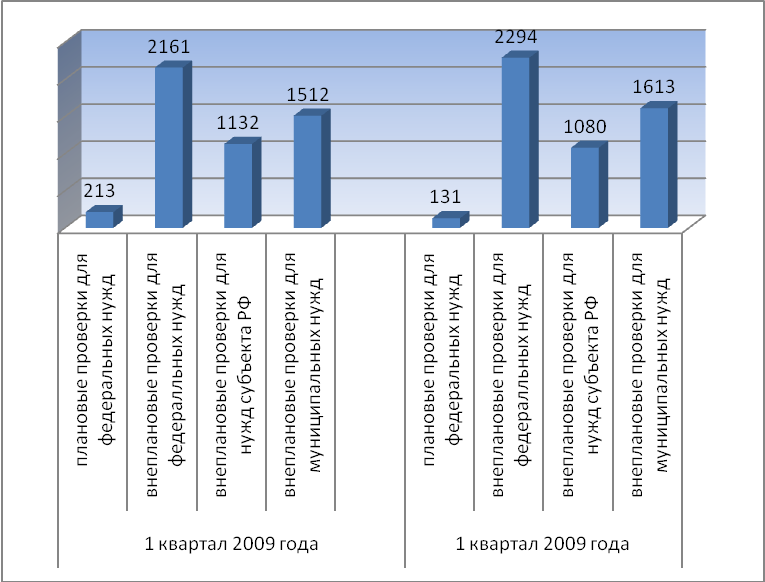 213
2161
1132
1512
131
2294
1080
1613
плановые проверки для
федеральных нужд
внеплановые проверки для
федералльных нужд
внеплановые проверки для
нужд субъекта РФ
внеплановые проверки для
муниципальных нужд
плановые проверки для
федеральных нужд
внеплановые проверки для
федеральных нужд
внеплановые проверки для
нужд субъекта РФ
внеплановые проверки для
муниципальных нужд
1 квартал 2009 года
1 квартал 2009 года